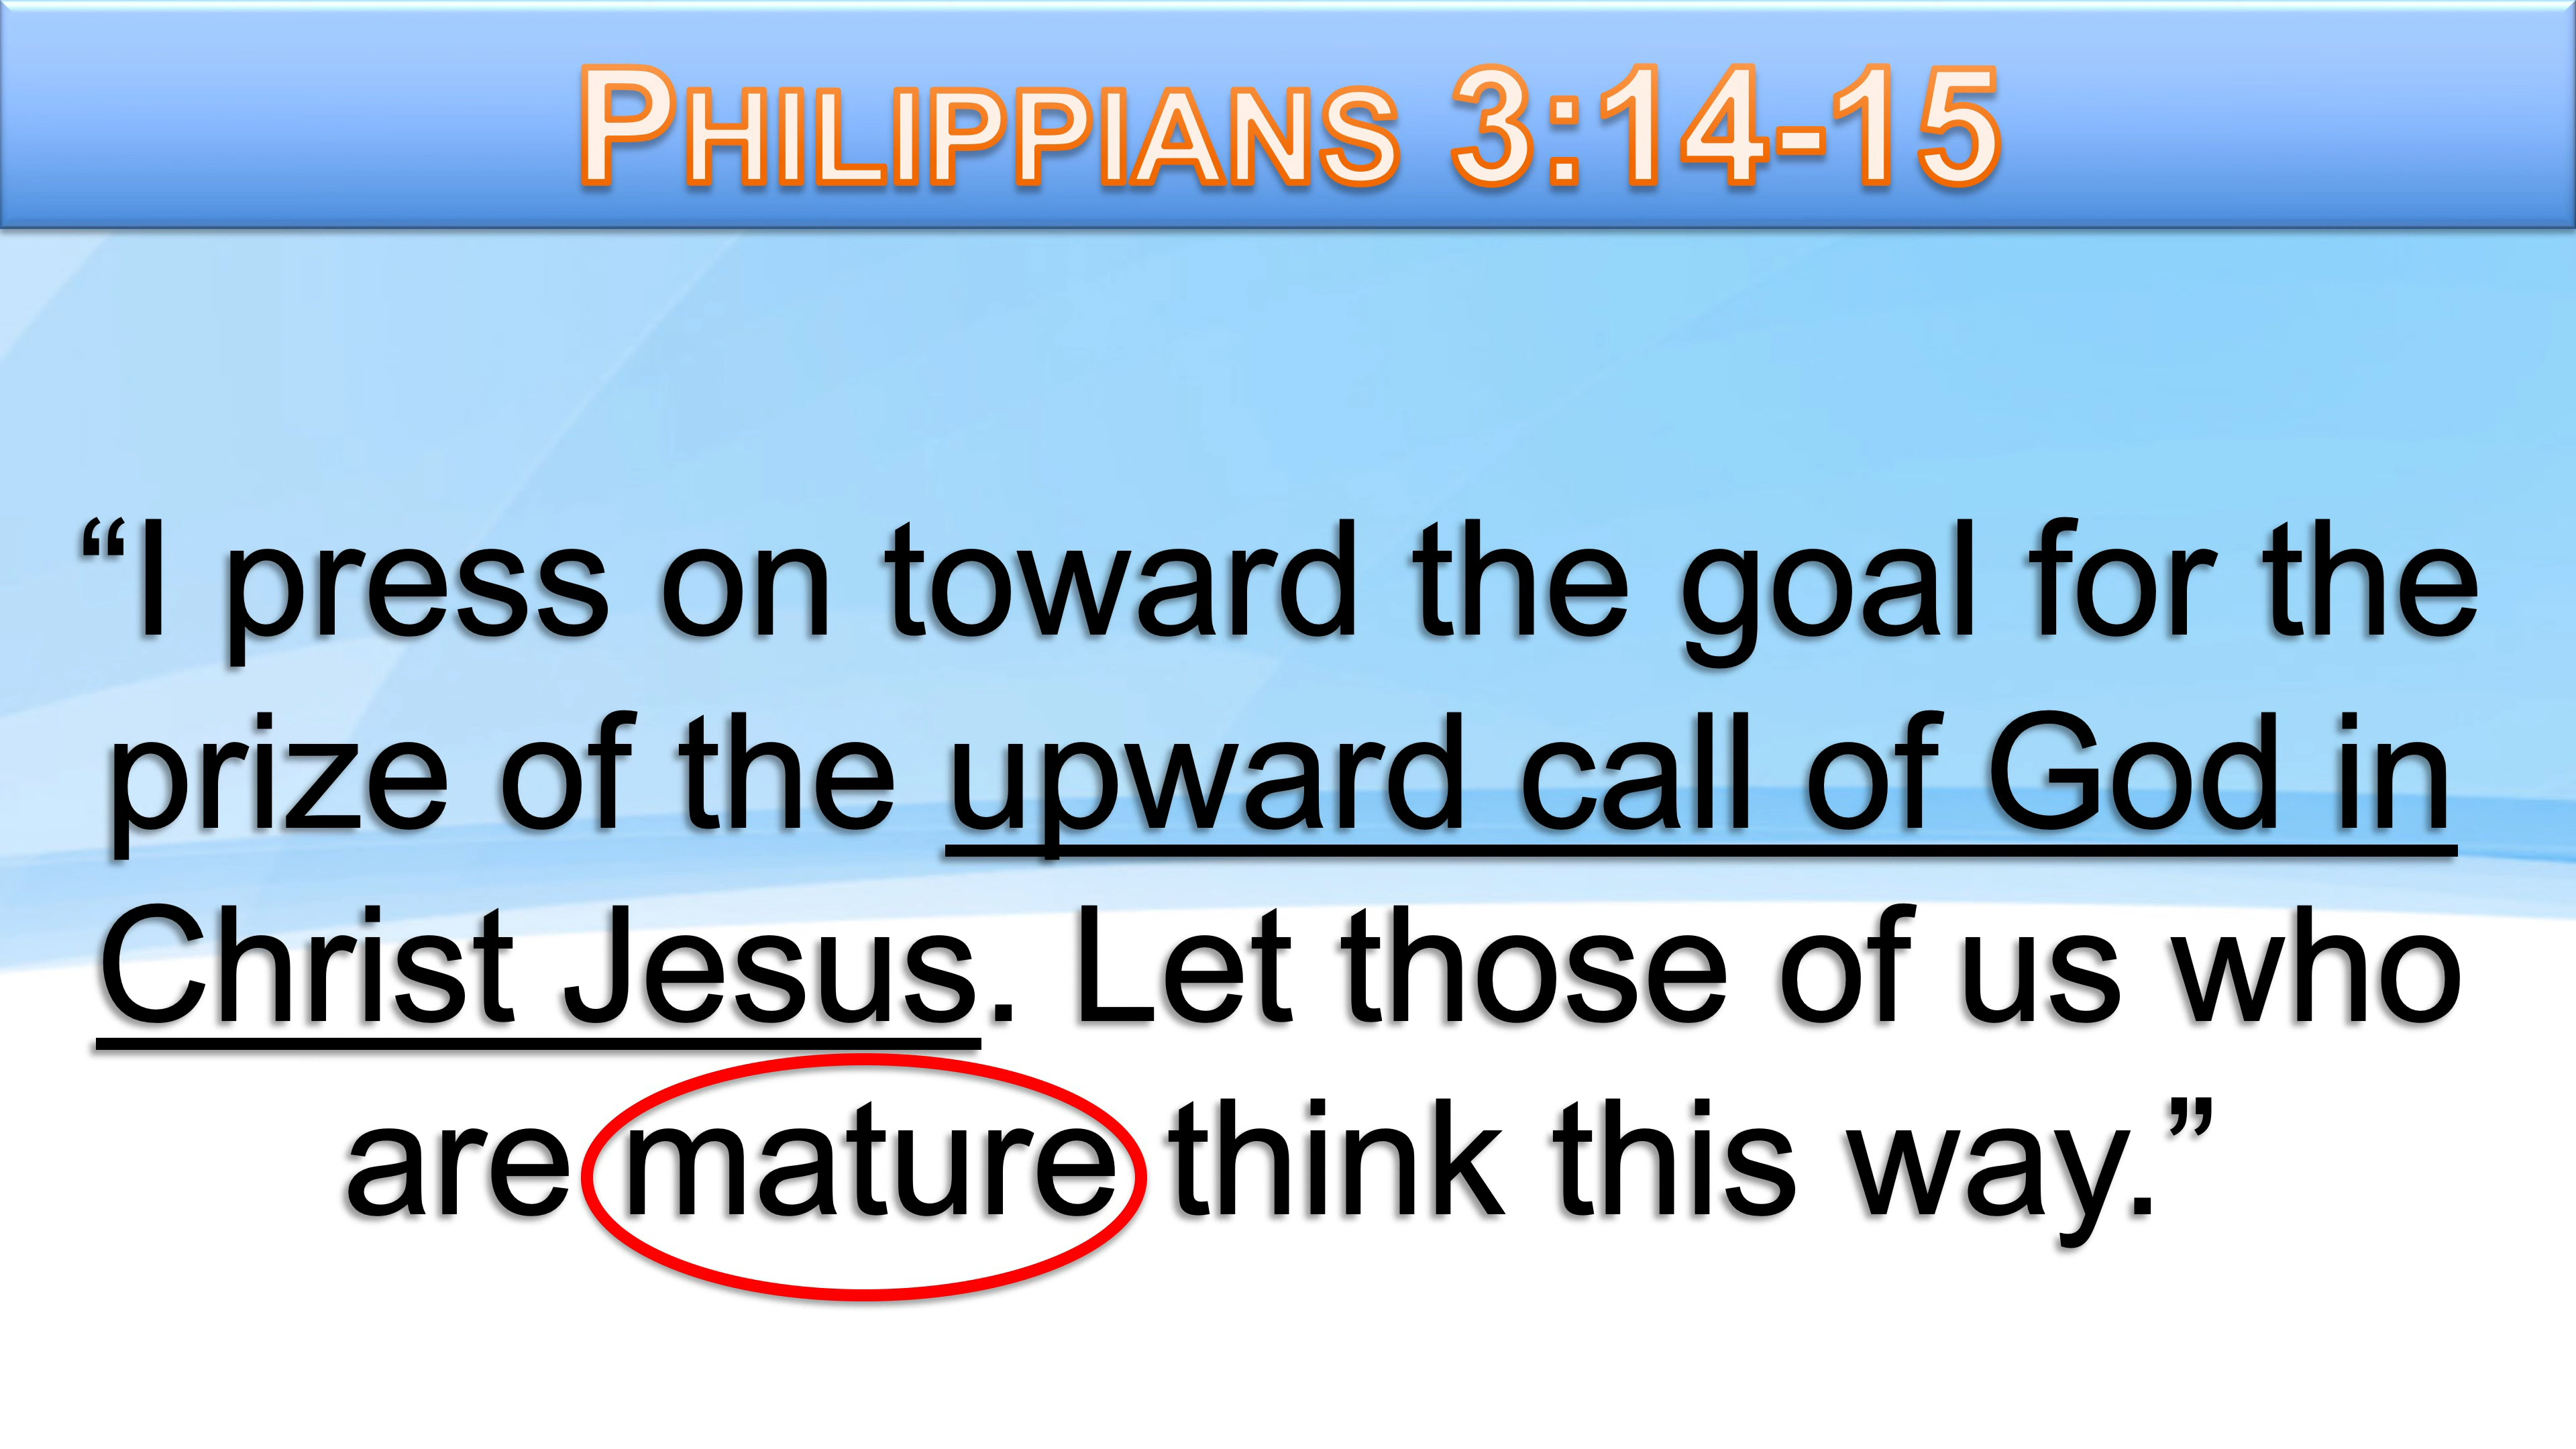 PHILIPPIANS 3:14-15
“I press on toward the goal for the
prize of the upward call of God in
Christ Jesus. Let those of us who
are mature think this way.”